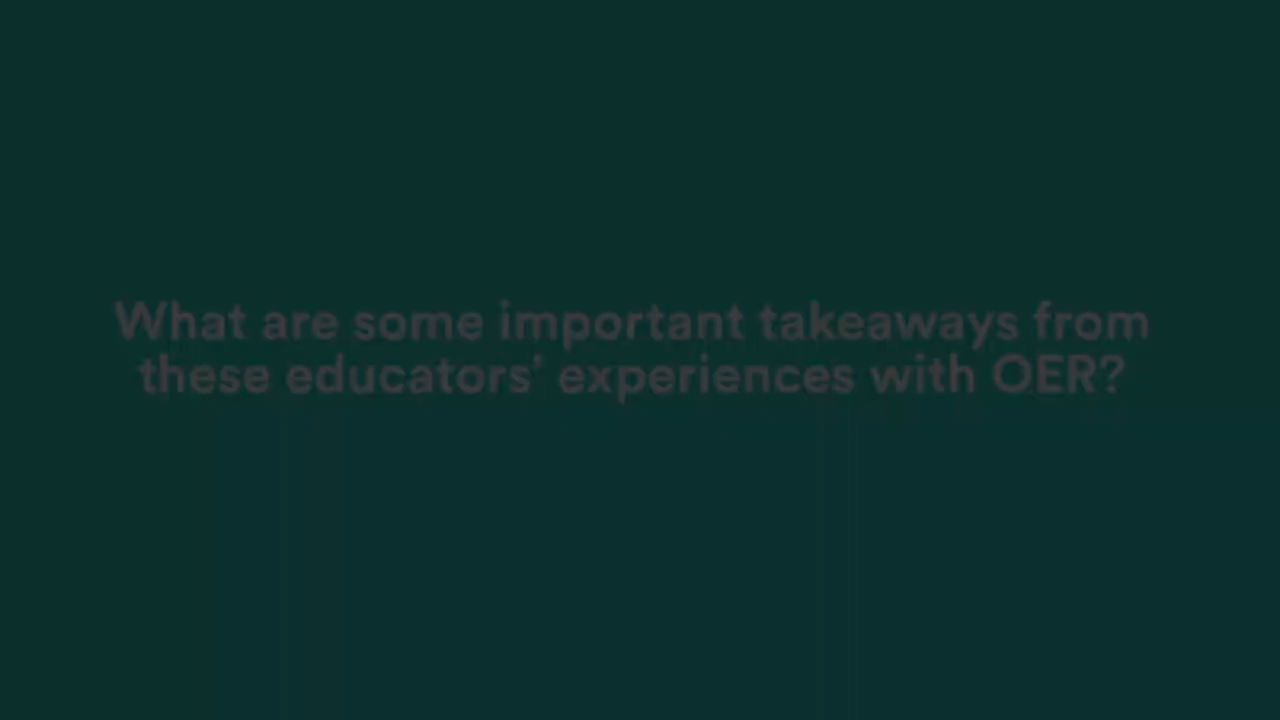 What are some important takeaways from
these educators’ experiences with OER?